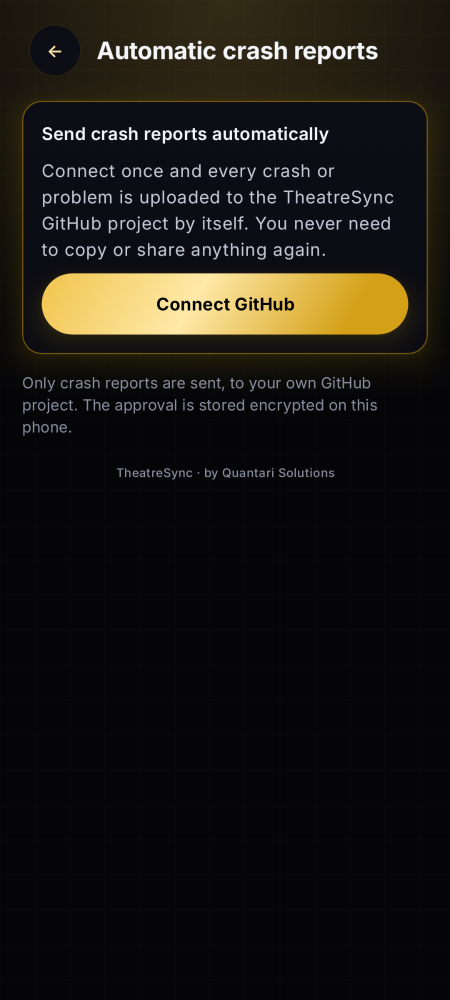 ←
Automatic crash reports
Send crash reports automatically
Connect once and every crash or
problem is uploaded to the TheatreSync
GitHub project by itself. You never need
to copy or share anything again.
Connect GitHub
Only crash reports are sent, to your own GitHub
project. The approval is stored encrypted on this
phone.
TheatreSync · by Quantari Solutions